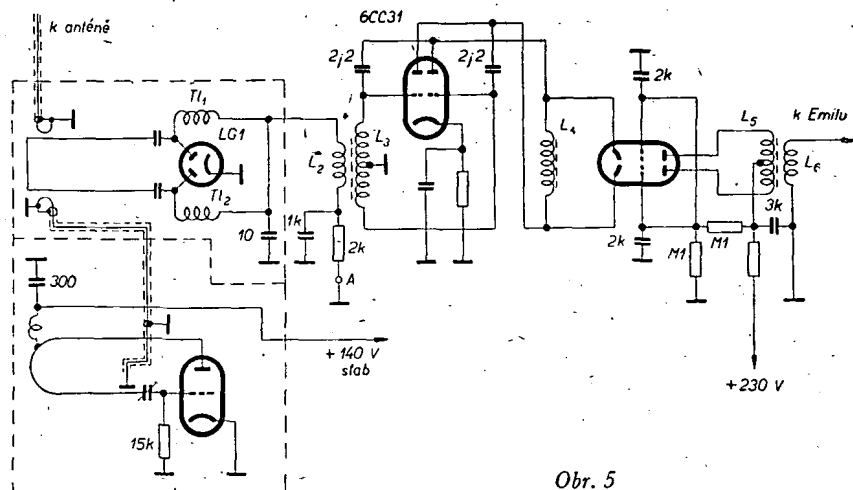 k anténě
6CC31
2j2
2j2
2k
Tl₁
LG1
Tl₂
L₂
L₃
L₄
L₅
L₆
k Emilu
1k
10
2k
A
3k
M1
M1
2k
300
+140 V
stab
+230 V
15k
Obr. 5